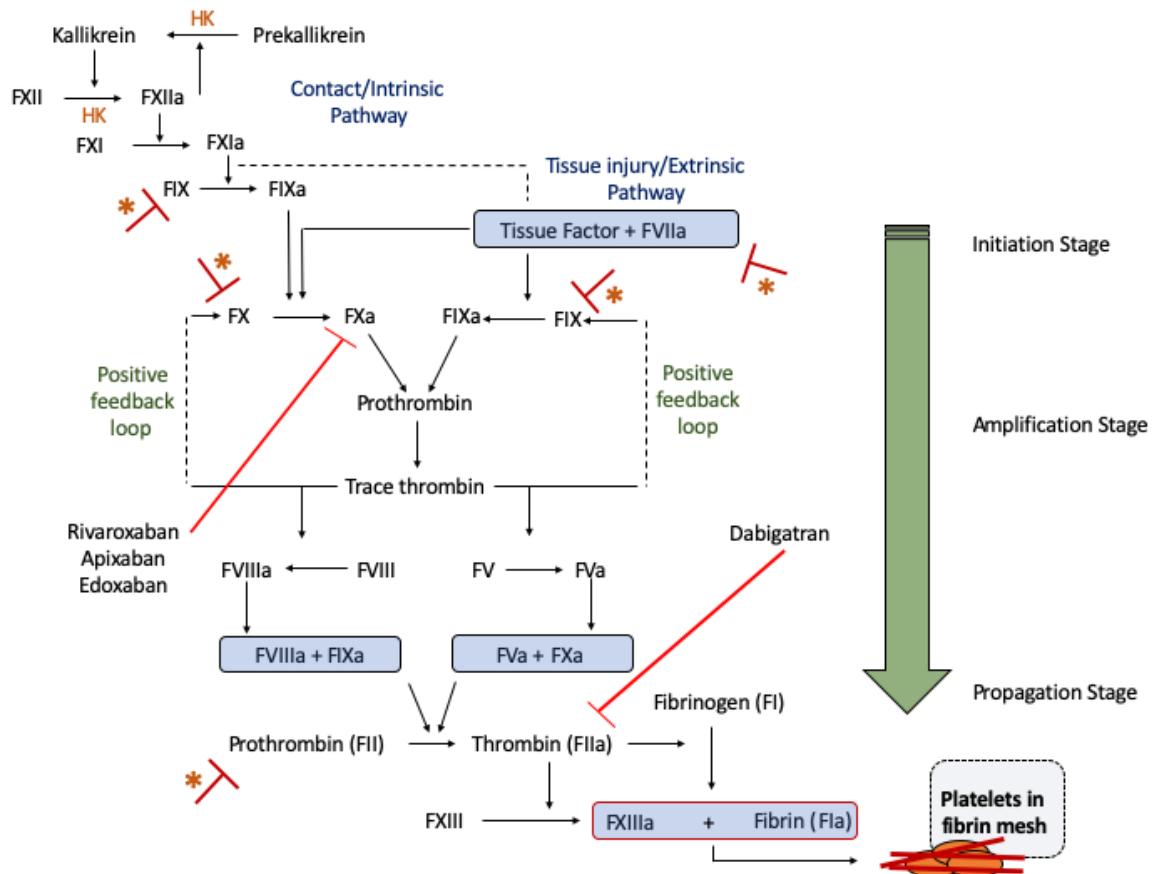 HK
Kallikrein
Prekallikrein
Contact/Intrinsic
Pathway
FXII
FXIIa
HK
FXI
FXIa
Tissue injury/Extrinsic
Pathway
FIX
FIXa
*
Tissue Factor + FVIIa
Initiation Stage
*
*
*
FX
FXa
FIXa
FIX
Positive
feedback
loop
Positive
feedback
loop
Prothrombin
Amplification Stage
Trace thrombin
Rivaroxaban
Apixaban
Edoxaban
Dabigatran
FVIIIa
FVIII
FV
FVa
FVIIIa + FIXa
FVa + FXa
Propagation Stage
Fibrinogen (FI)
Prothrombin (FII)
Thrombin (FIIa)
*
Platelets in
fibrin mesh
FXIII
FXIIIa + Fibrin (FIa)